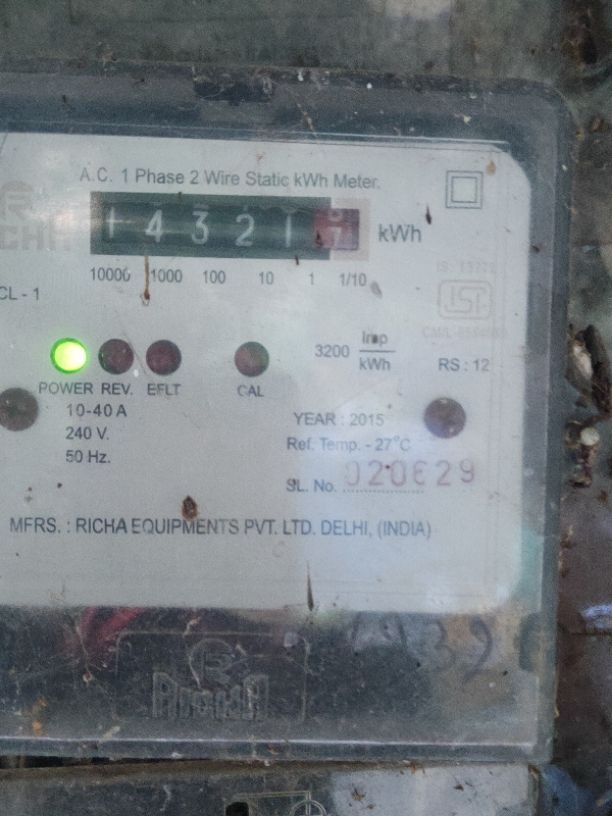 A.C. 1 Phase 2 Wire Static kWh Meter.
14321 kWh
10000 1000 100 10 1 1/10
CL - 1
3200 Imp/kWh
RS : 12
POWER REV. EFLT CAL
10-40 A
240 V.
50 Hz.
YEAR : 2015
Ref. Temp. - 27°C
SL. No. 020629
MFRS. : RICHA EQUIPMENTS PVT. LTD. DELHI, (INDIA)